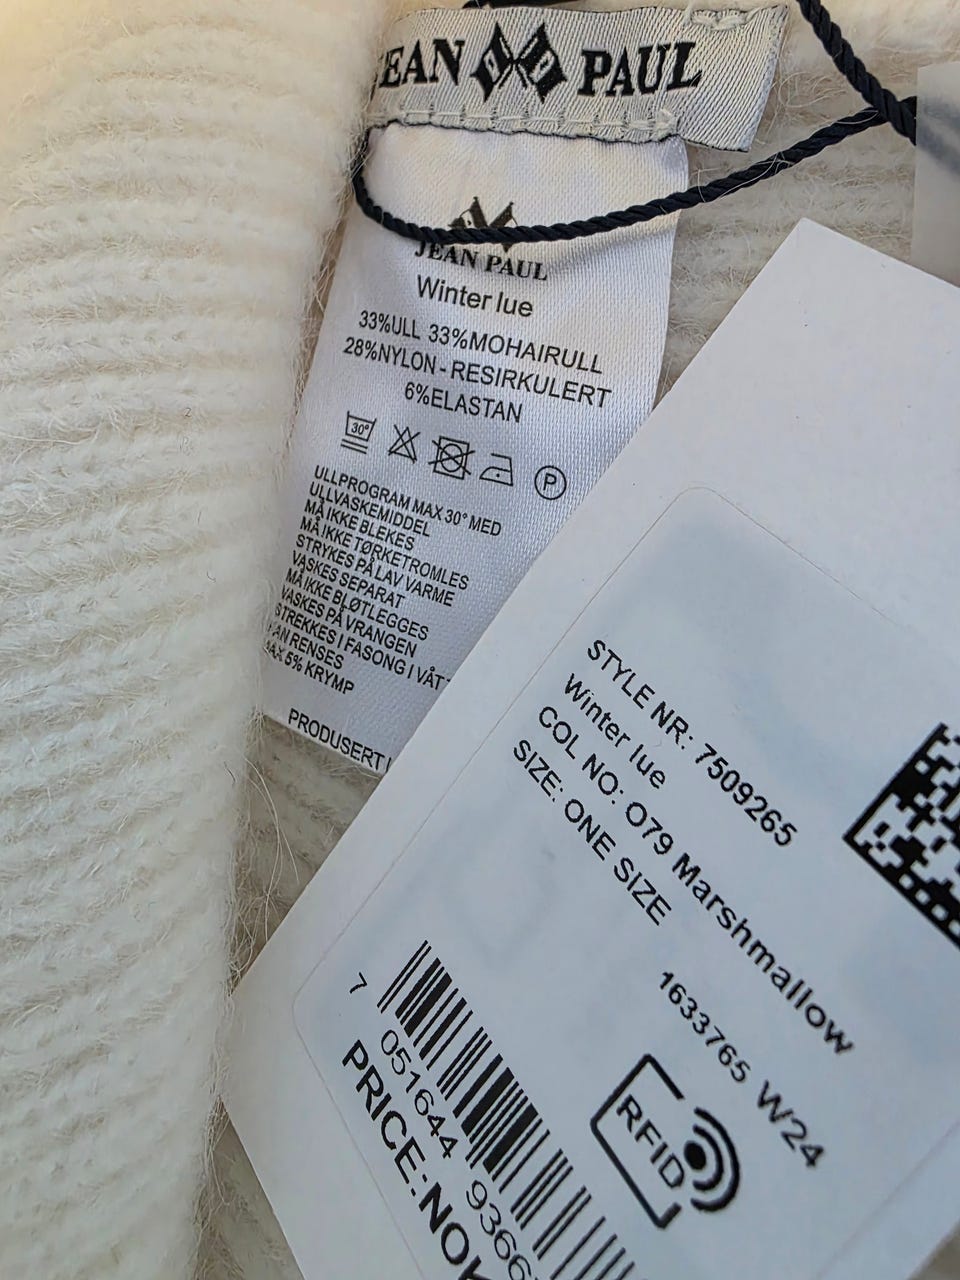 JEAN PAUL
JEAN PAUL
Winter lue
33%ULL 33%MOHAIRULL
28%NYLON - RESIRKULERT
6%ELASTAN
30°
P
ULLPROGRAM MAX 30° MED
ULLVASKEMIDDEL
MÅ IKKE BLEKES
MÅ IKKE TØRKETROMLES
STRYKES PÅ LAV VARME
VASKES SEPARAT
MÅ IKKE BLØTLEGGES
VASKES PÅ VRANGEN
STREKKES I FASONG I VÅT
KAN RENSES
MAX 5% KRYMP
PRODUSERT I
STYLE NR: 7509265
Winter lue
COL NO: O79 Marshmallow
SIZE: ONE SIZE
1633765 W24
RFID
7 051644 9366
PRICE: NOK